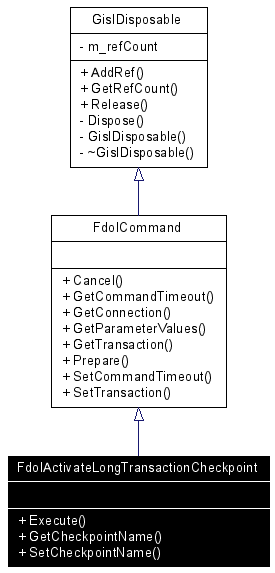 GisIDisposable
- m_refCount
+ AddRef()
+ GetRefCount()
+ Release()
- Dispose()
- GisIDisposable()
- ~GisIDisposable()
FdoICommand
+ Cancel()
+ GetCommandTimeout()
+ GetConnection()
+ GetParameterValues()
+ GetTransaction()
+ Prepare()
+ SetCommandTimeout()
+ SetTransaction()
FdoIActivateLongTransactionCheckpoint
+ Execute()
+ GetCheckpointName()
+ SetCheckpointName()